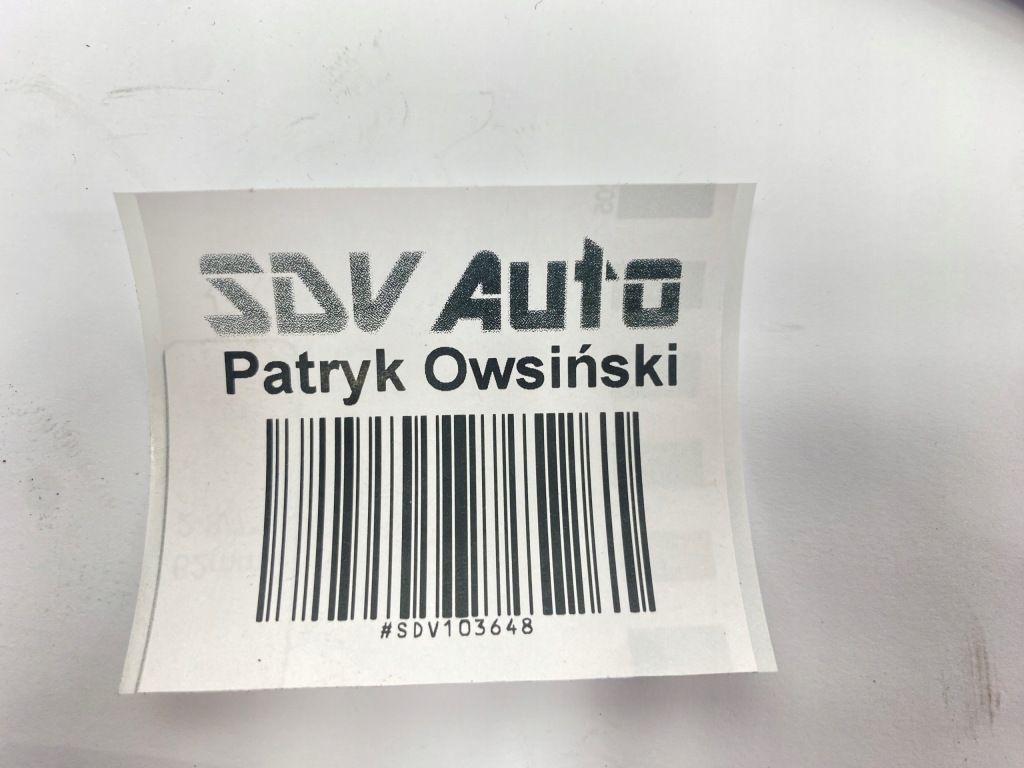 SDV Auto
Patryk Owsiński
#SDV103648